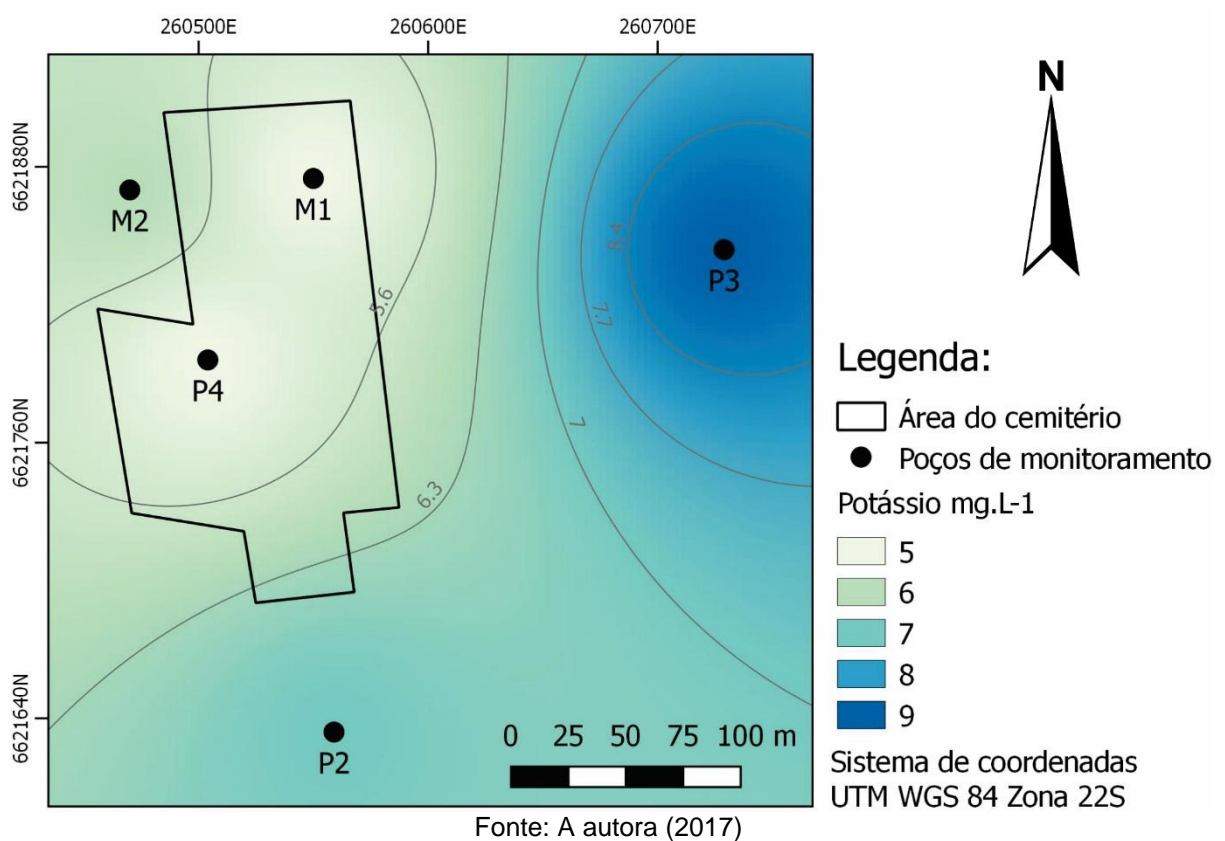 260500E 260600E 260700E
6621880N
6621760N
6621640N
N
M2
M1
P3
P4
P2
5.6
6.3
7
7.7
8.4
0 25 50 75 100 m
Legenda:
Área do cemitério
Poços de monitoramento
Potássio mg.L-1
5
6
7
8
9
Sistema de coordenadas
UTM WGS 84 Zona 22S
Fonte: A autora (2017)